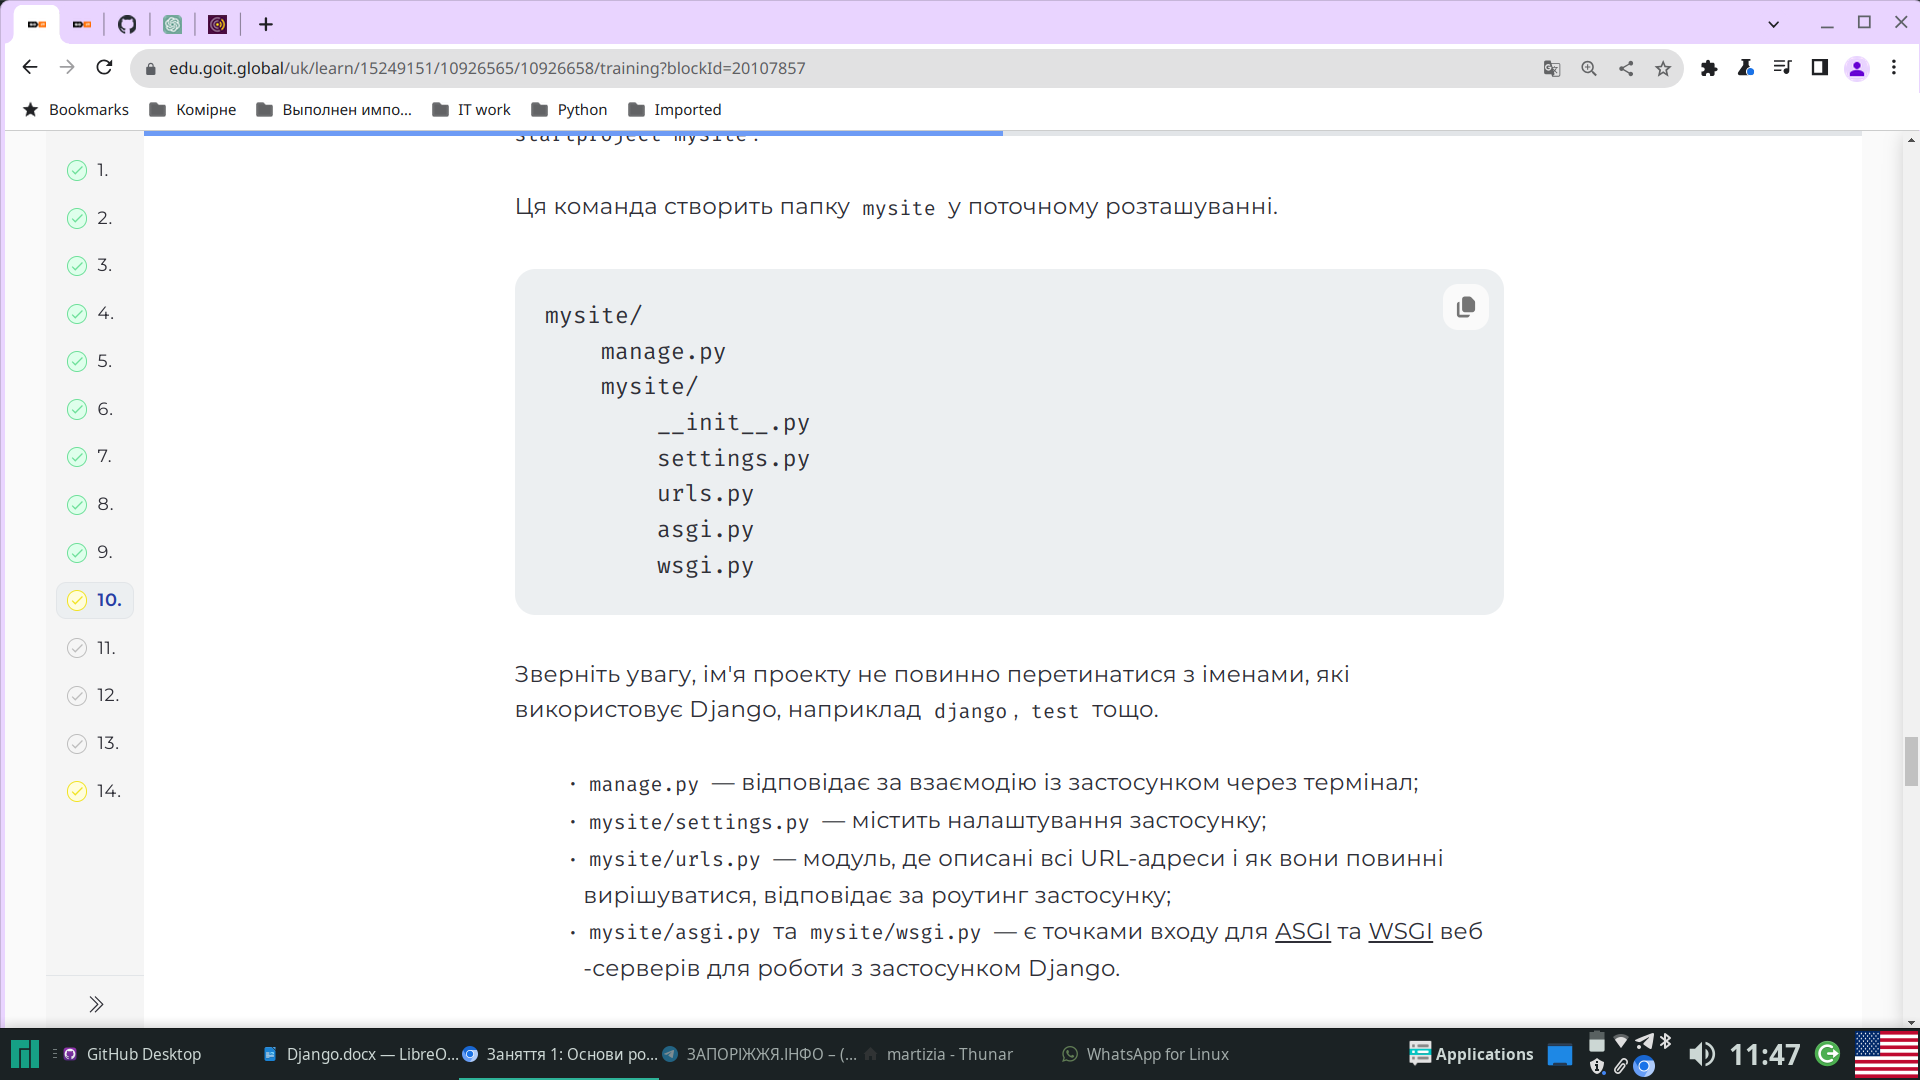 edu.goit.global/uk/learn/15249151/10926565/10926658/training?blockId=20107857
Bookmarks Комірне Выполнен импо... IT work Python Imported
startproject mysite .
1.
2.
3.
4.
5.
6.
7.
8.
9.
10.
11.
12.
13.
14.
Ця команда створить папку mysite у поточному розташуванні.
mysite/
manage.py
mysite/
__init__.py
settings.py
urls.py
asgi.py
wsgi.py
Зверніть увагу, ім'я проекту не повинно перетинатися з іменами, які
використовує Django, наприклад django, test тощо.
• manage.py — відповідає за взаємодію із застосунком через термінал;
• mysite/settings.py — містить налаштування застосунку;
• mysite/urls.py — модуль, де описані всі URL-адреси і як вони повинні
вирішуватися, відповідає за роутинг застосунку;
• mysite/asgi.py та mysite/wsgi.py — є точками входу для ASGI та WSGI веб
-серверів для роботи з застосунком Django.
GitHub Desktop Django.docx — LibreO... Заняття 1: Основи ро... ЗАПОРІЖЖЯ.ІНФО – (... martizia - Thunar WhatsApp for Linux Applications 11:47